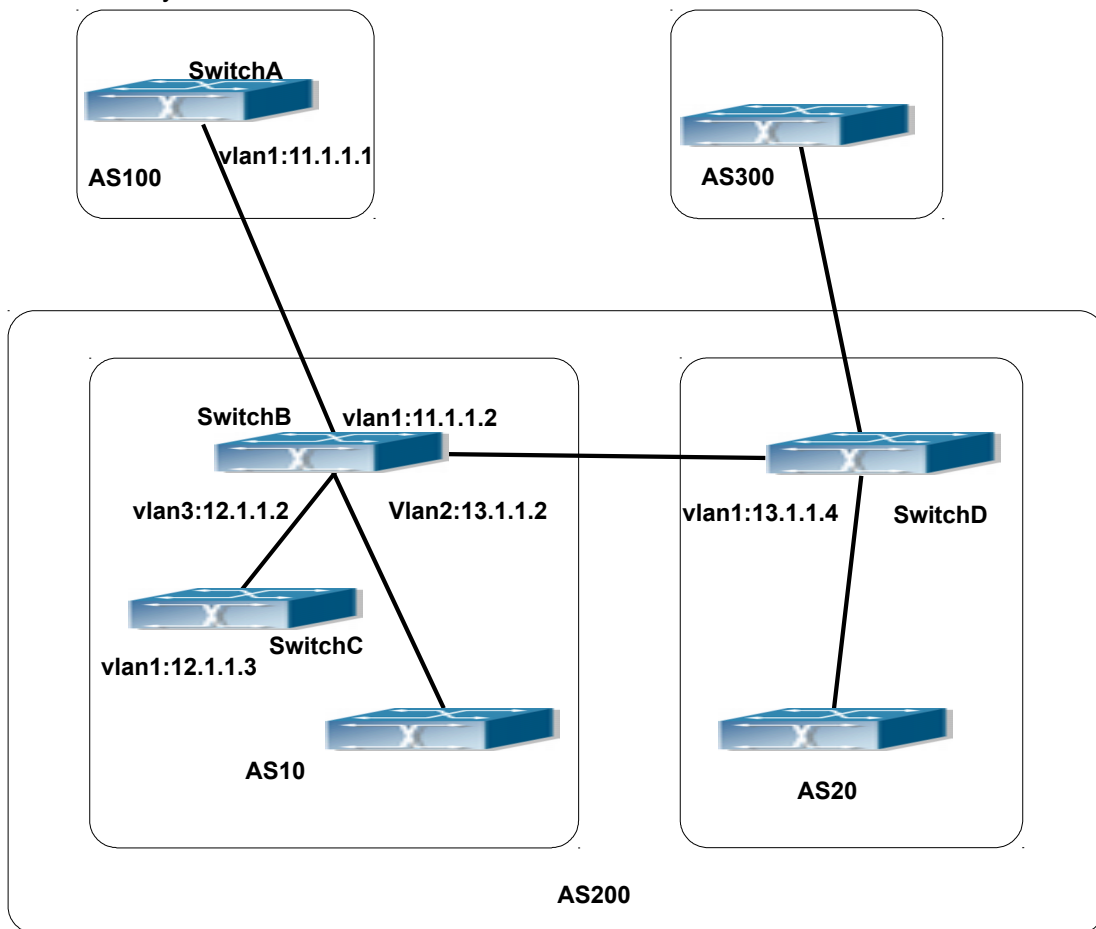 SwitchA
vlan1:11.1.1.1
AS100
AS300
SwitchB
vlan1:11.1.1.2
vlan3:12.1.1.2
Vlan2:13.1.1.2
vlan1:13.1.1.4
SwitchD
SwitchC
vlan1:12.1.1.3
AS10
AS20
AS200